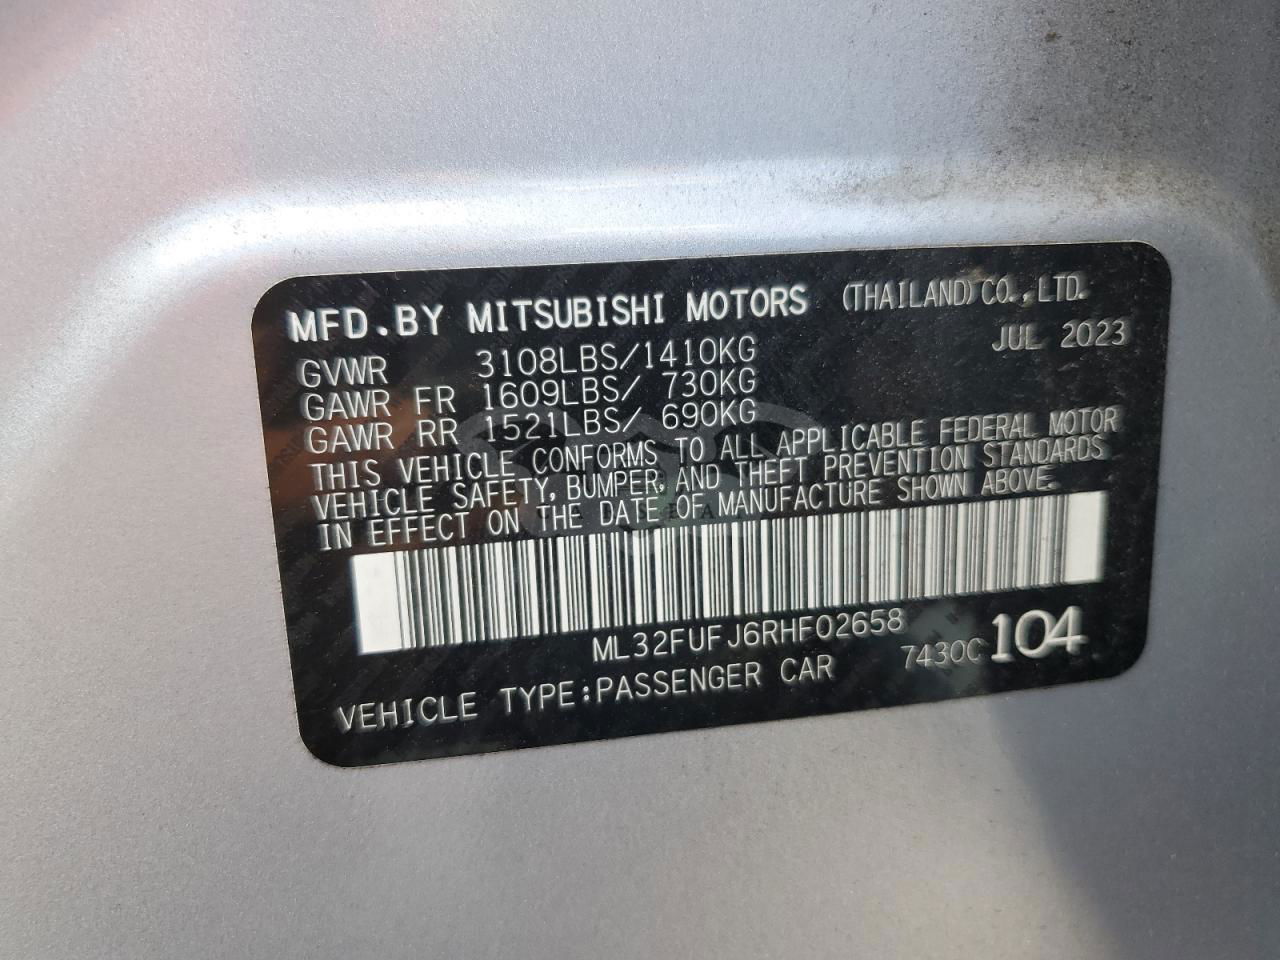 MFD.BY MITSUBISHI MOTORS (THAILAND) CO.,LTD.
JUL 2023
GVWR 3108LBS/1410KG
GAWR FR 1609LBS/ 730KG
GAWR RR 1521LBS/ 690KG
THIS VEHICLE CONFORMS TO ALL APPLICABLE FEDERAL MOTOR
VEHICLE SAFETY, BUMPER, AND THEFT PREVENTION STANDARDS
IN EFFECT ON THE DATE OF MANUFACTURE SHOWN ABOVE.
ML32FUFJ6RHF02658
7430C 104
VEHICLE TYPE:PASSENGER CAR